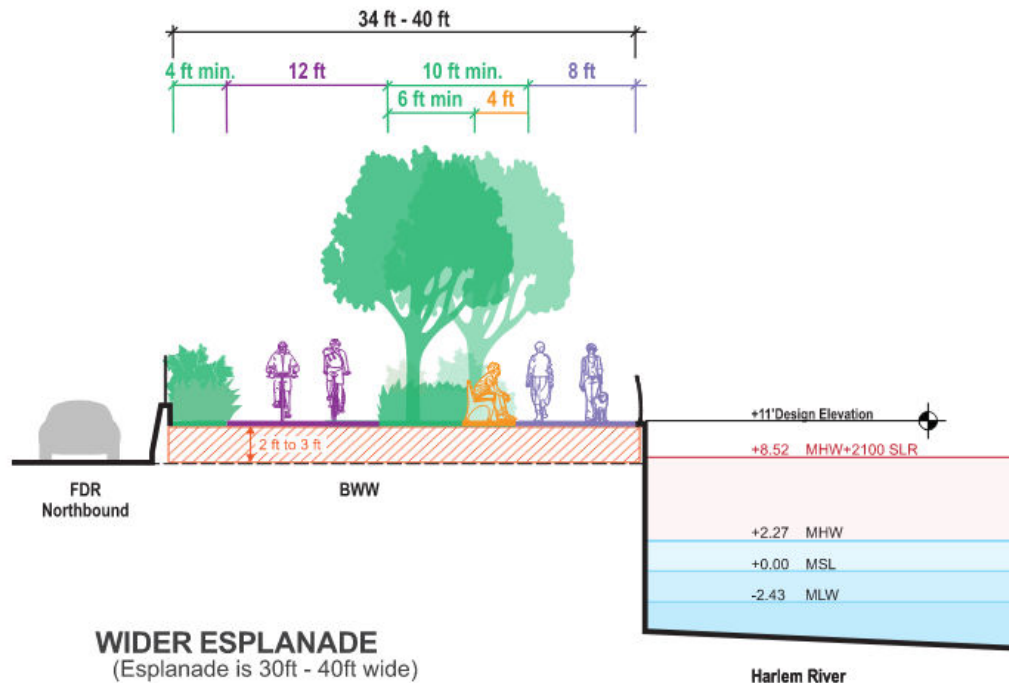 34 ft - 40 ft
4 ft min.
12 ft
10 ft min.
8 ft
6 ft min
4 ft
+11'Design Elevation
2 ft to 3 ft
+8.52 MHW+2100 SLR
FDR
Northbound
BWW
+2.27 MHW
+0.00 MSL
-2.43 MLW
WIDER ESPLANADE
(Esplanade is 30ft - 40ft wide)
Harlem River